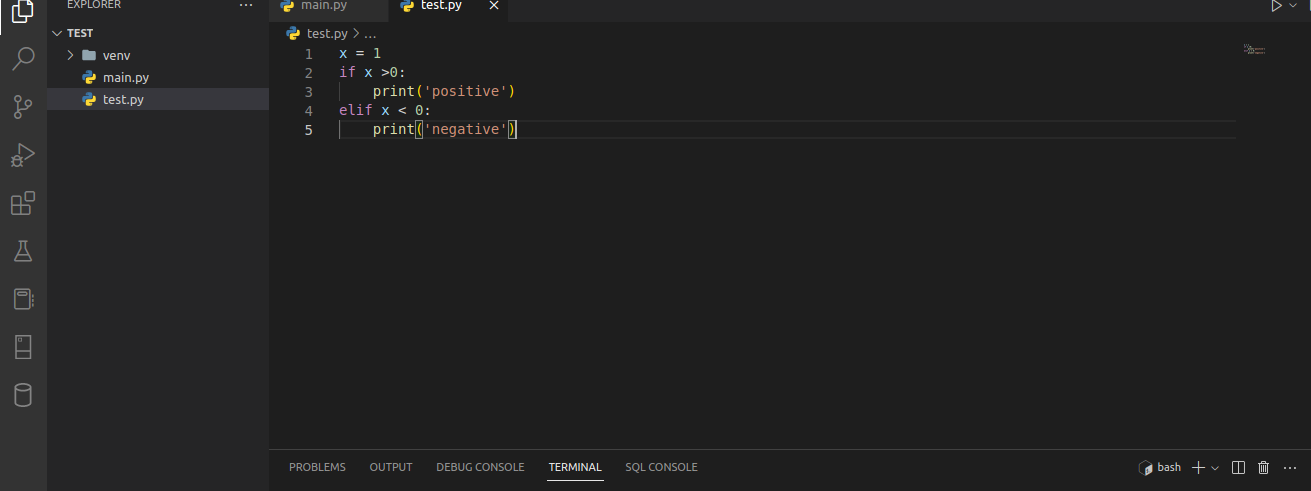 EXPLORER
main.py
test.py
TEST
venv
main.py
test.py
test.py > ...
1 x = 1
2 if x >0:
3     print('positive')
4 elif x < 0:
5     print('negative')
PROBLEMS OUTPUT DEBUG CONSOLE TERMINAL SQL CONSOLE
bash